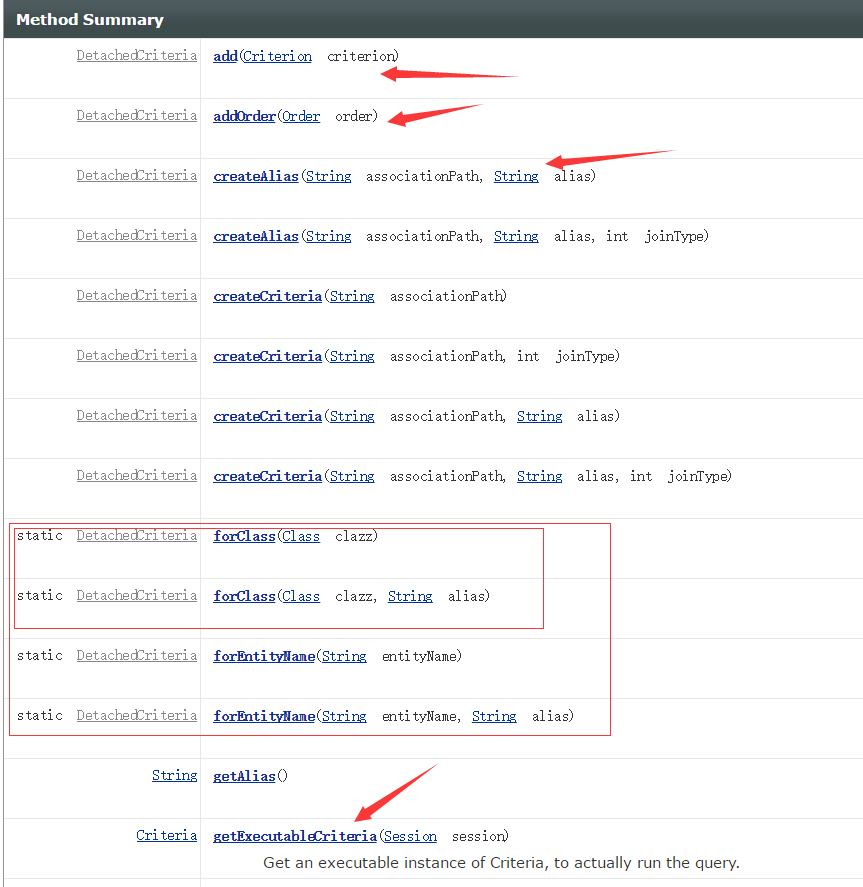 Method Summary
DetachedCriteria add(Criterion criterion)
DetachedCriteria addOrder(Order order)
DetachedCriteria createAlias(String associationPath, String alias)
DetachedCriteria createAlias(String associationPath, String alias, int joinType)
DetachedCriteria createCriteria(String associationPath)
DetachedCriteria createCriteria(String associationPath, int joinType)
DetachedCriteria createCriteria(String associationPath, String alias)
DetachedCriteria createCriteria(String associationPath, String alias, int joinType)
static DetachedCriteria forClass(Class clazz)
static DetachedCriteria forClass(Class clazz, String alias)
static DetachedCriteria forEntityName(String entityName)
static DetachedCriteria forEntityName(String entityName, String alias)
String getAlias()
Criteria getExecutableCriteria(Session session)
Get an executable instance of Criteria, to actually run the query.